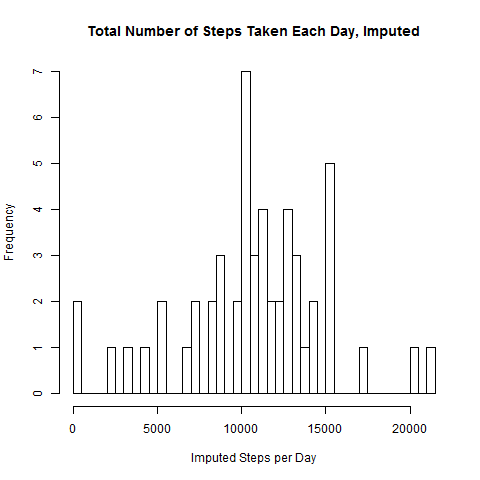 Total Number of Steps Taken Each Day, Imputed
7
6
5
4
3
2
1
0
Frequency
0 5000 10000 15000 20000
Imputed Steps per Day